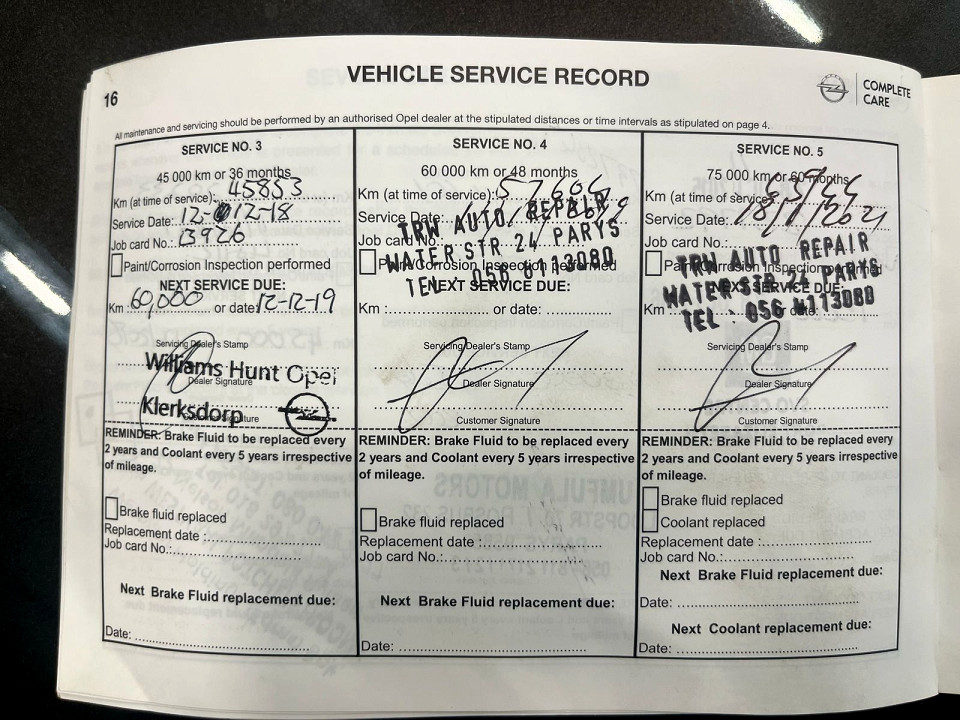 VEHICLE SERVICE RECORD
16
COMPLETE
CARE
All maintenance and servicing should be performed by an authorised Opel dealer at the stipulated distances or time intervals as stipulated on page 4.
SERVICE NO. 3
45 000 km or 36 months
Km (at time of service): 45853
Service Date: 12-12-18
Job card No.: 13926
Paint/Corrosion Inspection performed
NEXT SERVICE DUE:
Km : 60,000 or date: 12-12-19
Servicing Dealer's Stamp
Williams Hunt Opel
Dealer Signature
Klerksdorp
Customer Signature
REMINDER: Brake Fluid to be replaced every
2 years and Coolant every 5 years irrespective
of mileage.
Brake fluid replaced
Replacement date :
Job card No.:
Next Brake Fluid replacement due:
Date:
SERVICE NO. 4
60 000 km or 48 months
Km (at time of service):
Service Date:
TRW AUTO REPAIR
Job card No.:
WATER STR 24 PARYS
Paint/Corrosion Inspection performed
TEL . 056 8113080
NEXT SERVICE DUE:
Km : or date:
Servicing Dealer's Stamp
Dealer Signature
Customer Signature
REMINDER: Brake Fluid to be replaced every
2 years and Coolant every 5 years irrespective
of mileage.
Brake fluid replaced
Replacement date :
Job card No.:
Next Brake Fluid replacement due:
Date:
SERVICE NO. 5
75 000 km or 60 months
Km (at time of service):
Service Date: 18/1/2021
Job card No.:
TRW AUTO REPAIR
Paint/Corrosion Inspection performed
WATER STR 24 PARYS
NEXT SERVICE DUE:
TEL . 056 8113080
Km : or date:
Servicing Dealer's Stamp
Dealer Signature
Customer Signature
REMINDER: Brake Fluid to be replaced every
2 years and Coolant every 5 years irrespective
of mileage.
Brake fluid replaced
Coolant replaced
Replacement date :
Job card No.:
Next Brake Fluid replacement due:
Date:
Next Coolant replacement due:
Date: